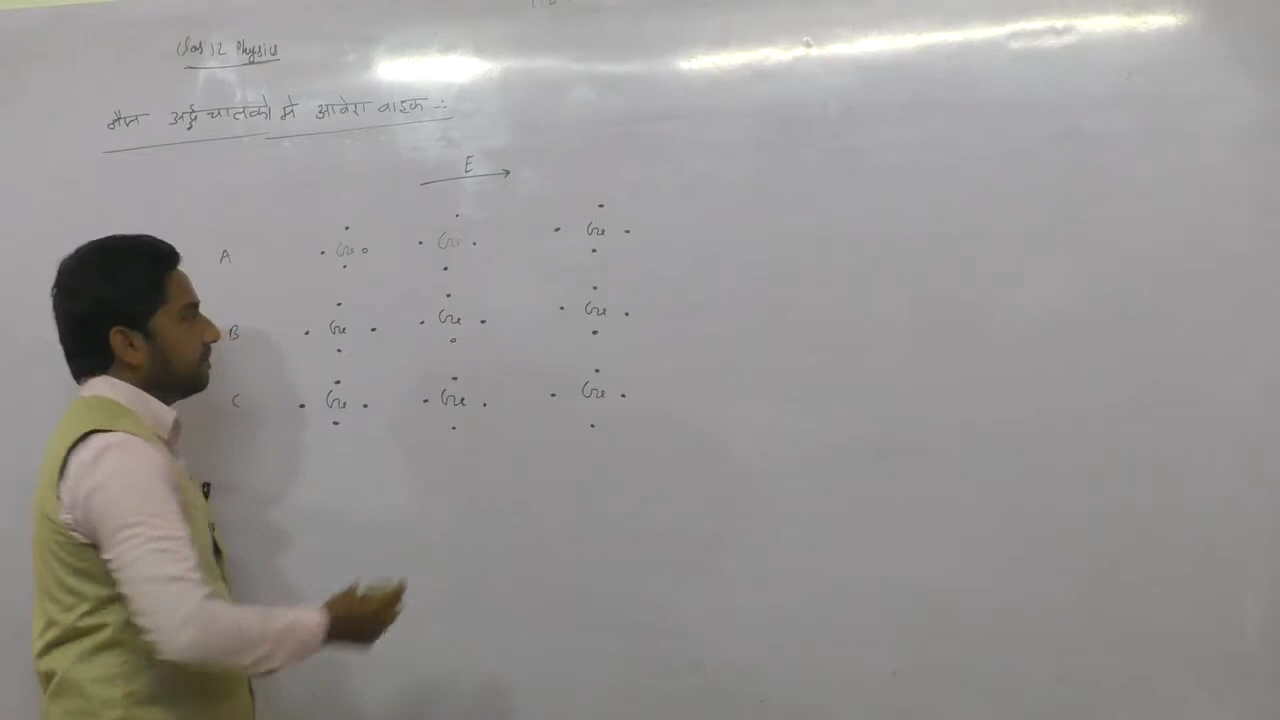 Class 12 Physics
नैज अर्द्धचालको मे आवेश वाहक -:
E
A Ge Ge Ge
B Ge Ge Ge
C Ge Ge Ge